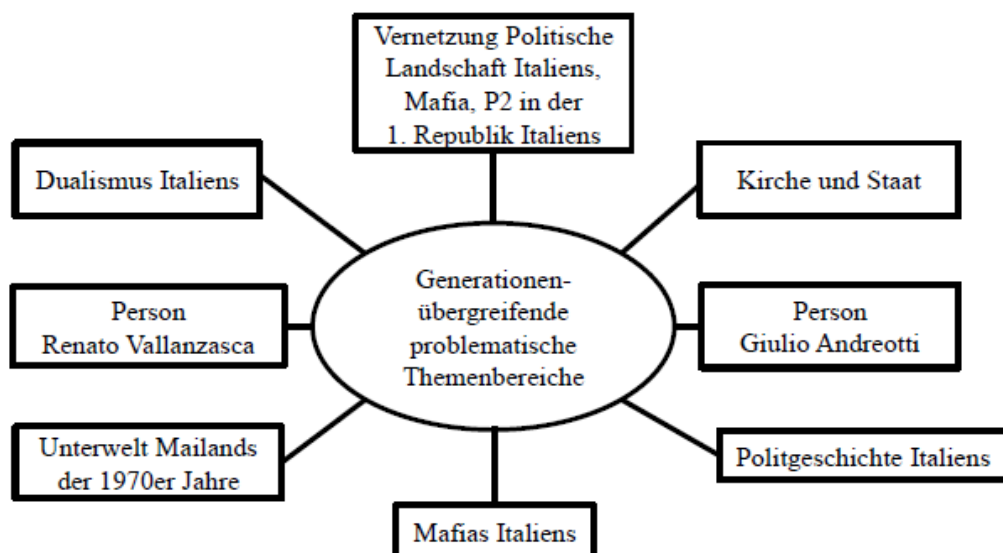 Vernetzung Politische
Landschaft Italiens,
Mafia, P2 in der
1. Republik Italiens
Dualismus Italiens
Kirche und Staat
Generationen-
übergreifende
problematische
Themenbereiche
Person
Renato Vallanzasca
Person
Giulio Andreotti
Unterwelt Mailands
der 1970er Jahre
Politgeschichte Italiens
Mafias Italiens